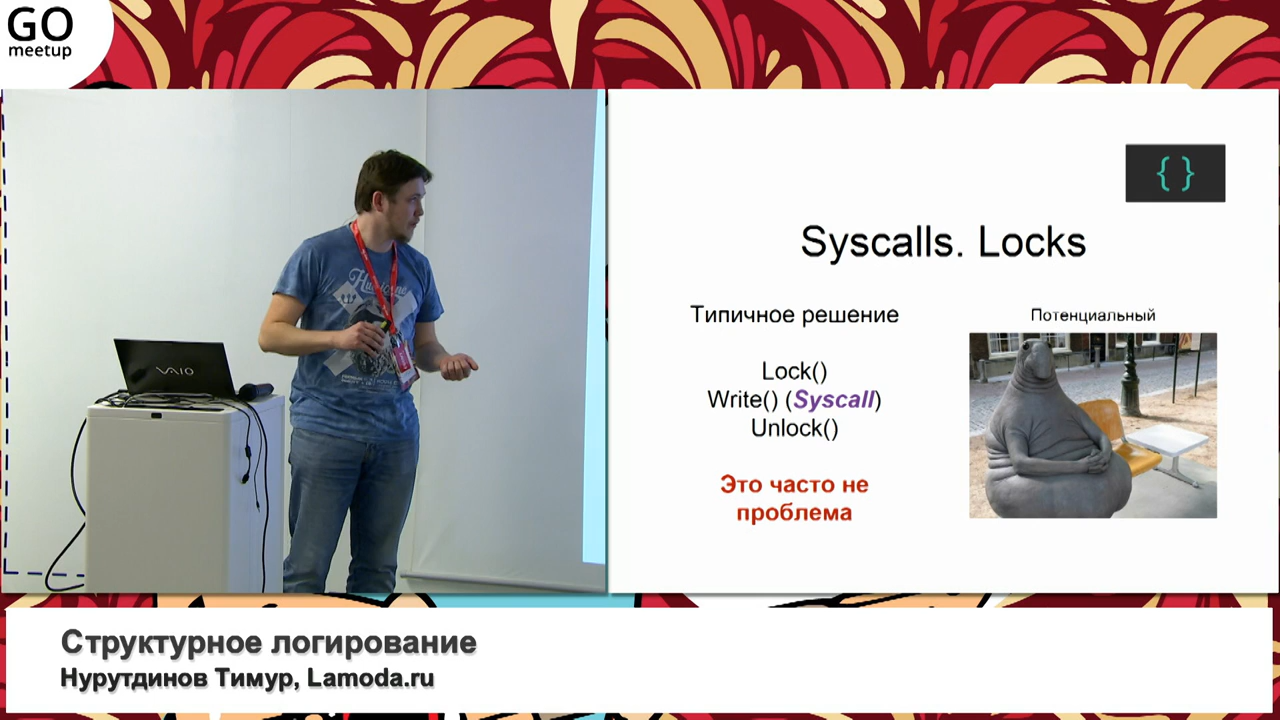 GO
meetup
VAIO
Hurricane
{ }
Syscalls. Locks
Типичное решение
Lock()
Write() (Syscall)
Unlock()
Это часто не
проблема
Потенциальный
Структурное логирование
Нурутдинов Тимур, Lamoda.ru